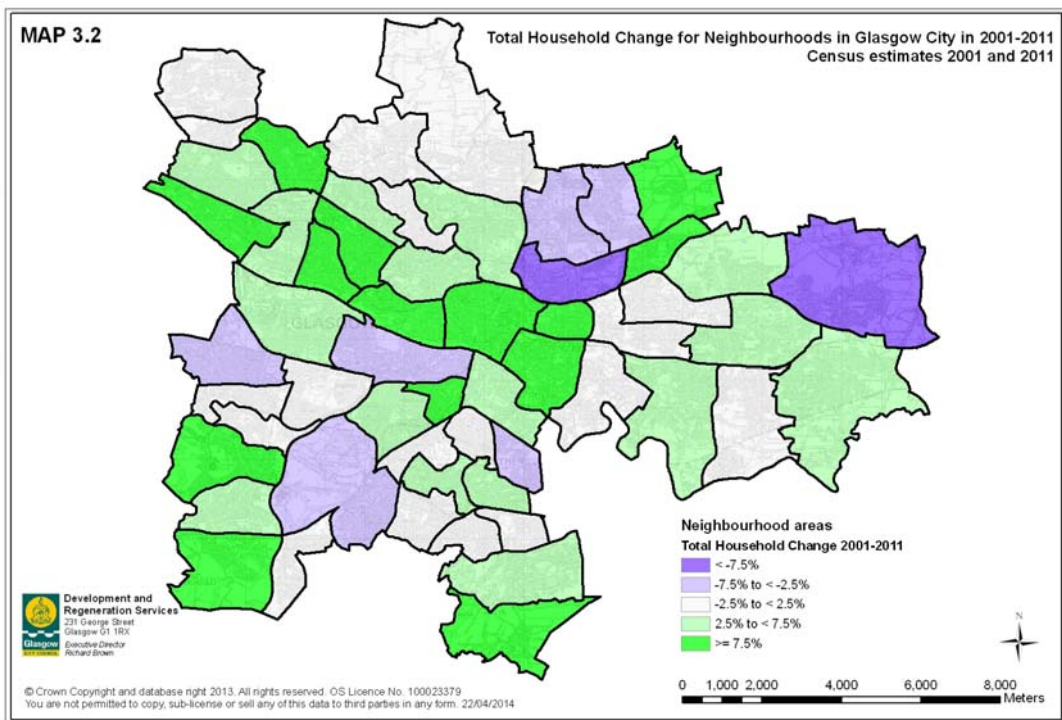 MAP 3.2
Total Household Change for Neighbourhoods in Glasgow City in 2001-2011
Census estimates 2001 and 2011
Neighbourhood areas
Total Household Change 2001-2011
< -7.5%
-7.5% to < -2.5%
-2.5% to < 2.5%
2.5% to < 7.5%
>= 7.5%
N
0 1,000 2,000 4,000 6,000 8,000
Meters
Development and
Regeneration Services
231 George Street
Glasgow G1 1RX
Executive Director
Richard Brown
Glasgow
CITY COUNCIL
© Crown Copyright and database right 2013. All rights reserved. OS Licence No. 100023379
You are not permitted to copy, sub-license or sell any of this data to third parties in any form. 22/04/2014